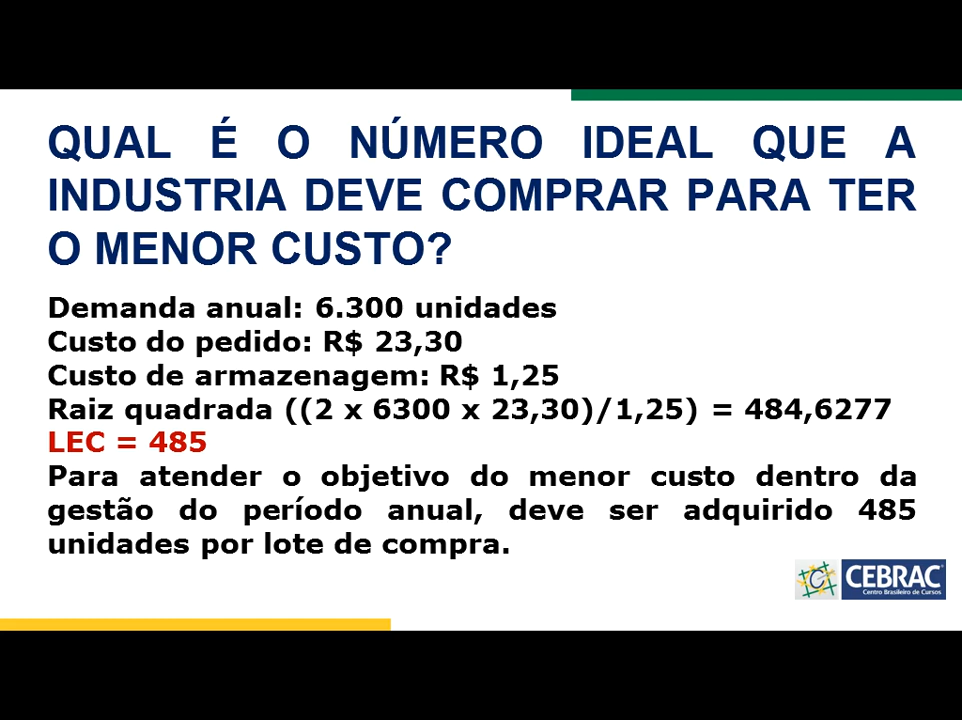 QUAL É O NÚMERO IDEAL QUE A
INDUSTRIA DEVE COMPRAR PARA TER
O MENOR CUSTO?
Demanda anual: 6.300 unidades
Custo do pedido: R$ 23,30
Custo de armazenagem: R$ 1,25
Raiz quadrada ((2 x 6300 x 23,30)/1,25) = 484,6277
LEC = 485
Para atender o objetivo do menor custo dentro da
gestão do período anual, deve ser adquirido 485
unidades por lote de compra.
C CEBRAC
Centro Brasileiro de Cursos